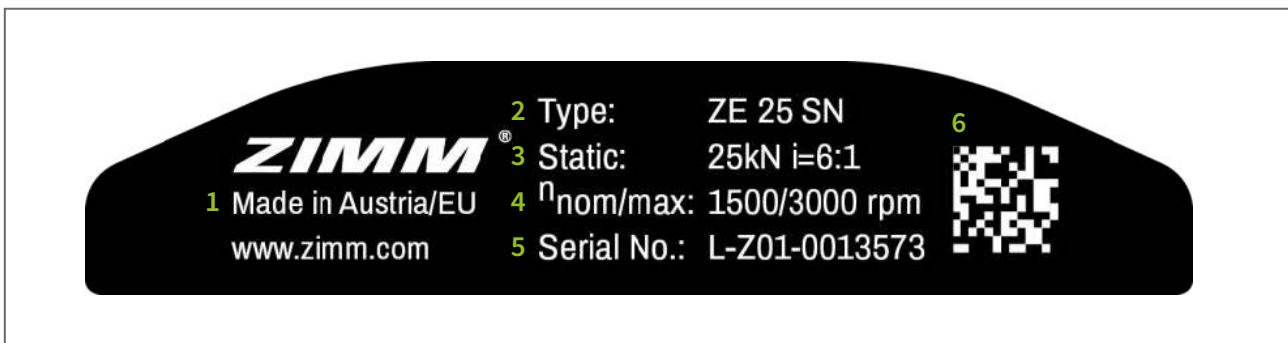 ZIMM®
1 Made in Austria/EU
www.zimm.com
2 Type: ZE 25 SN
3 Static: 25kN i=6:1
4 nnom/max: 1500/3000 rpm
5 Serial No.: L-Z01-0013573
6